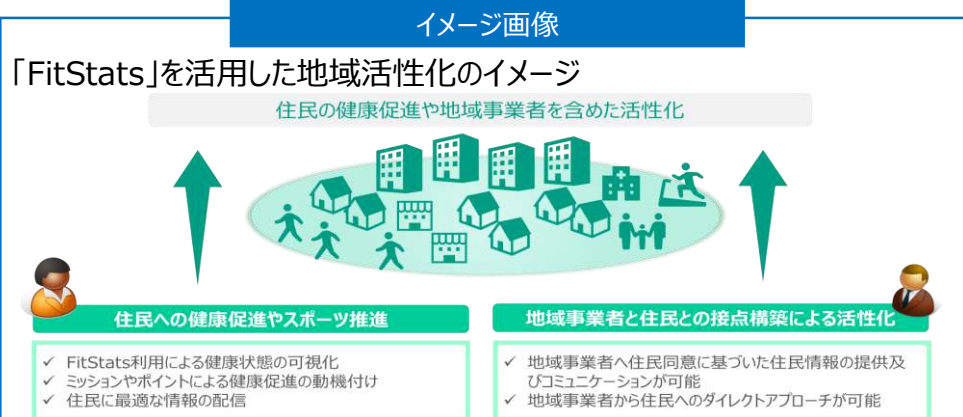 イメージ画像
「FitStats」を活用した地域活性化のイメージ
住民の健康促進や地域事業者を含めた活性化
住民への健康促進やスポーツ推進
✓ FitStats利用による健康状態の可視化
✓ ミッションやポイントによる健康促進の動機付け
✓ 住民に最適な情報の配信
地域事業者と住民との接点構築による活性化
✓ 地域事業者へ住民同意に基づいた住民情報の提供及
びコミュニケーションが可能
✓ 地域事業者から住民へのダイレクトアプローチが可能